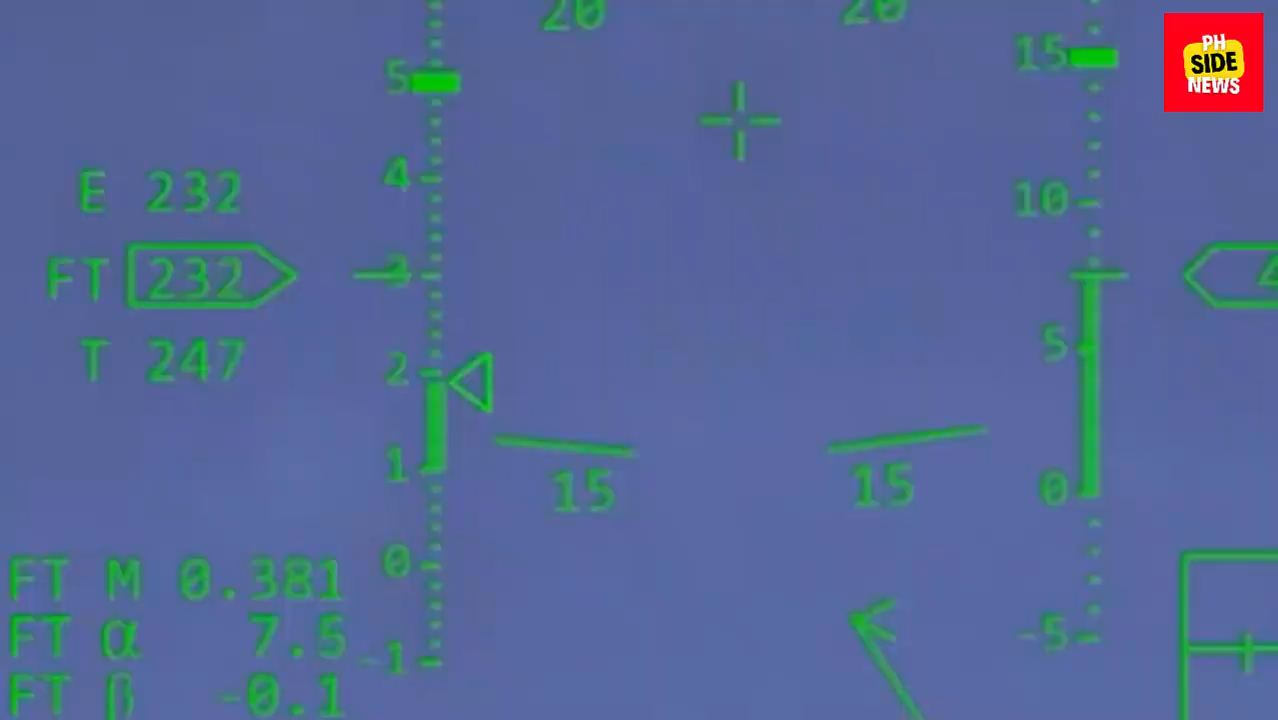 20 20
5
15
PH
SIDE
NEWS
4
E 232
10
FT 232
3
T 247
2
5
15
15
1
0
FT M 0.381
0
FT α 7.5
-5
-1
FT β -0.1